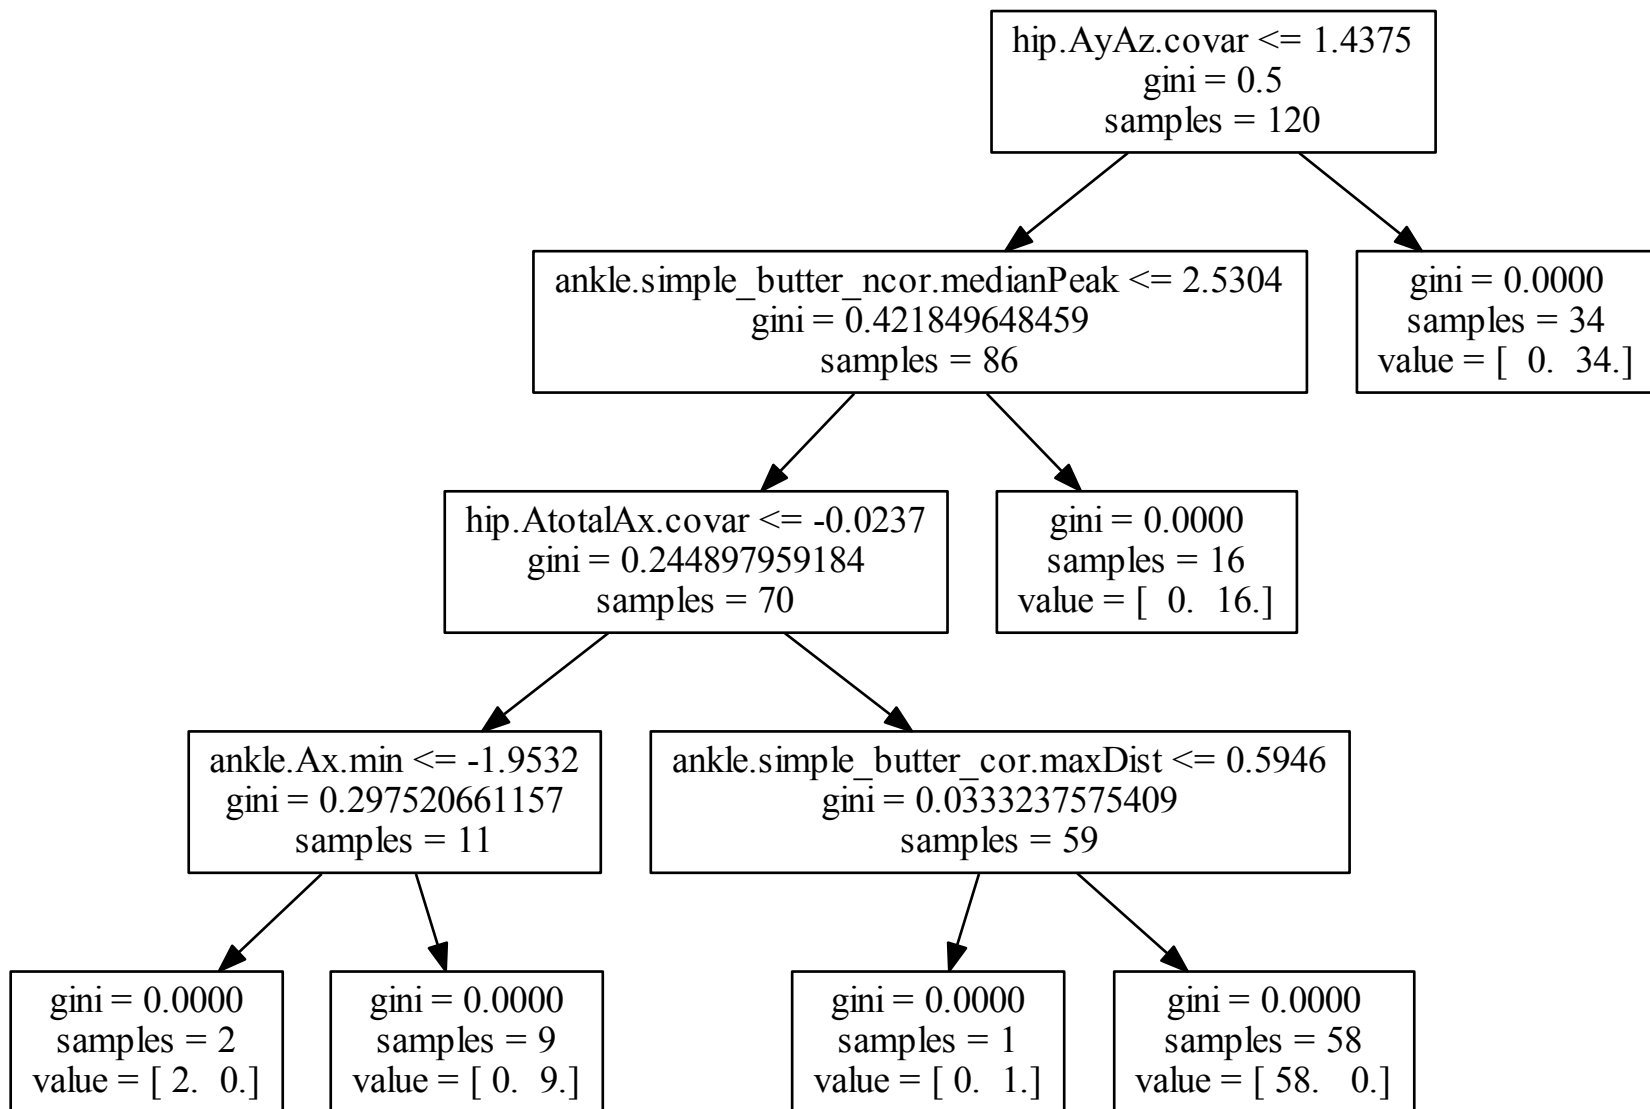 hip.AyAz.covar <= 1.4375
gini = 0.5
samples = 120
ankle.simple_butter_ncor.medianPeak <= 2.5304
gini = 0.421849648459
samples = 86
gini = 0.0000
samples = 34
value = [  0.  34.]
hip.AtotalAx.covar <= -0.0237
gini = 0.244897959184
samples = 70
gini = 0.0000
samples = 16
value = [  0.  16.]
ankle.Ax.min <= -1.9532
gini = 0.297520661157
samples = 11
ankle.simple_butter_cor.maxDist <= 0.5946
gini = 0.0333237575409
samples = 59
gini = 0.0000
samples = 2
value = [ 2.  0.]
gini = 0.0000
samples = 9
value = [ 0.  9.]
gini = 0.0000
samples = 1
value = [ 0.  1.]
gini = 0.0000
samples = 58
value = [ 58.   0.]